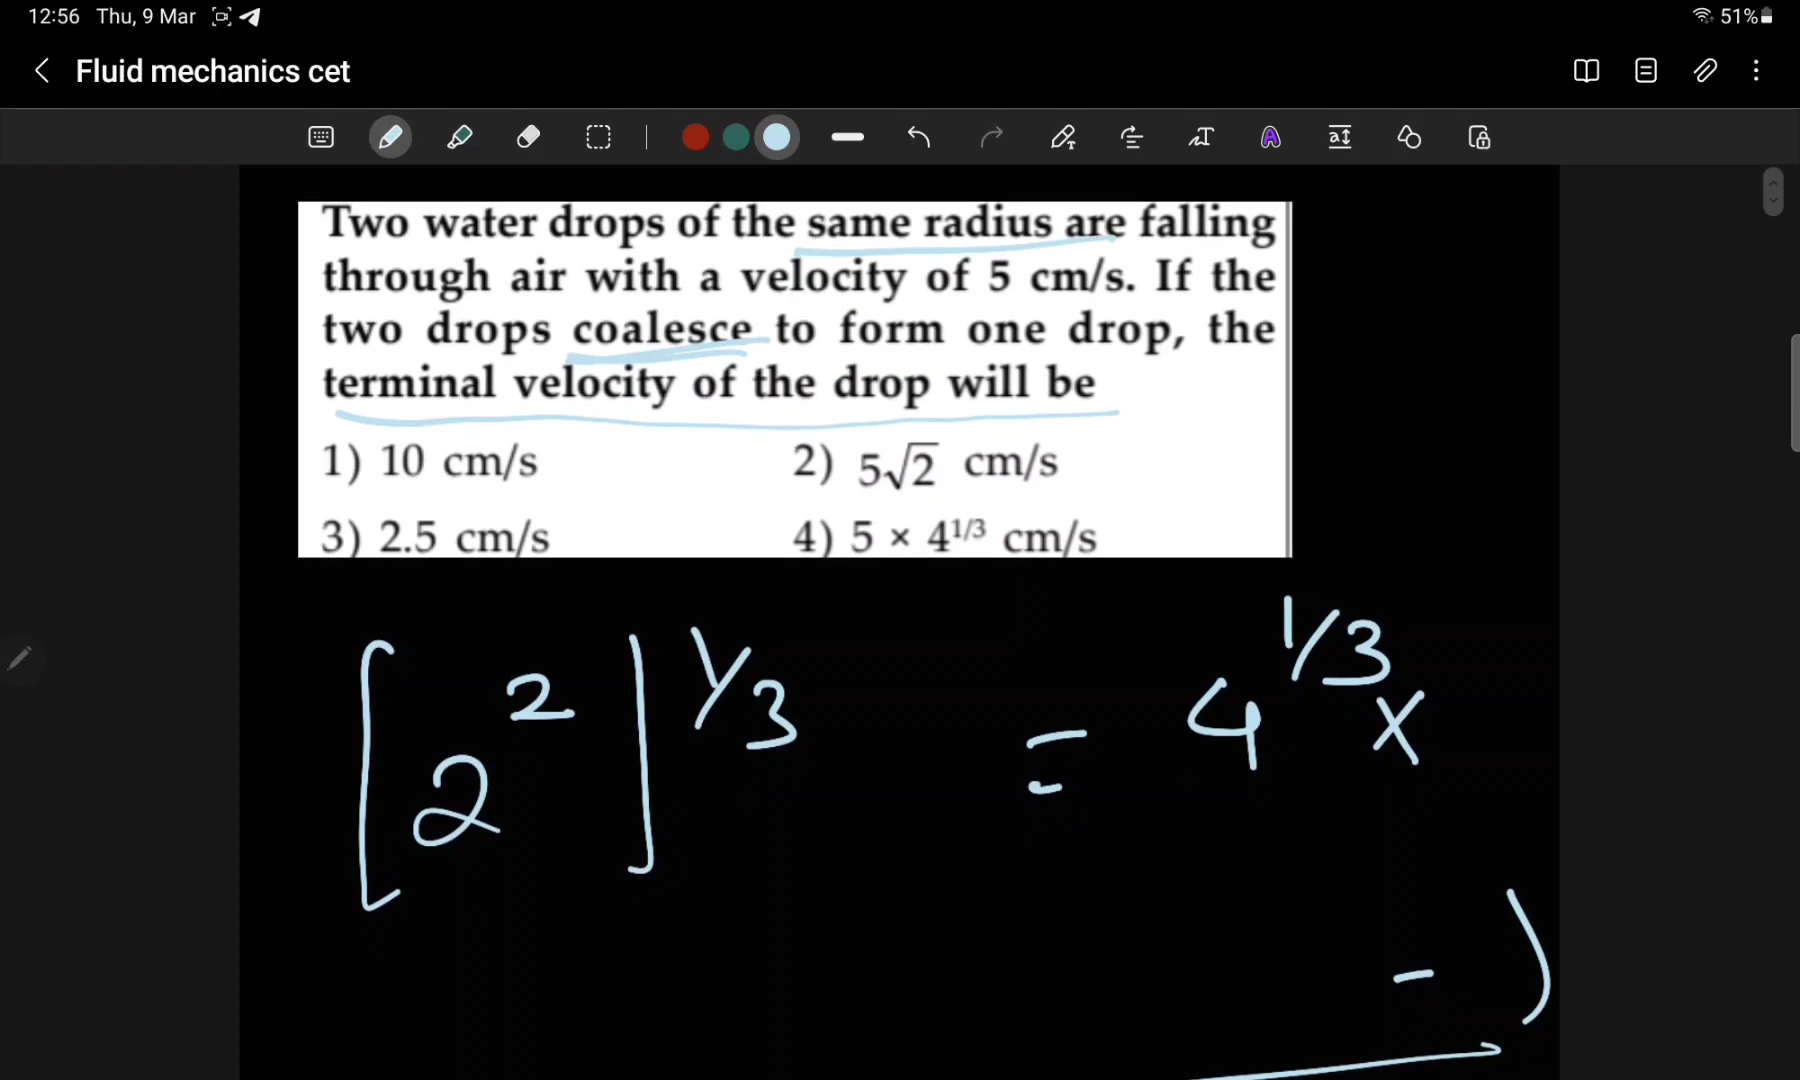 12:56 Thu, 9 Mar
51%
Fluid mechanics cet
Two water drops of the same radius are falling
through air with a velocity of 5 cm/s. If the
two drops coalesce to form one drop, the
terminal velocity of the drop will be
1) 10 cm/s 2) 5√2 cm/s
3) 2.5 cm/s 4) 5 × 4^{1/3} cm/s
[2^2]^{1/3} = 4^{1/3} x
- )